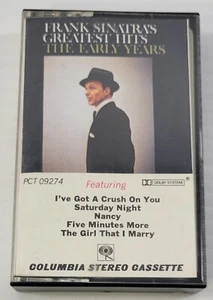 FRANK SINATRA'S
GREATEST HITS
THE EARLY YEARS
PCT 09274
Featuring
DOLBY SYSTEM
I've Got A Crush On You
Saturday Night
Nancy
Five Minutes More
The Girl That I Marry
COLUMBIA STEREO CASSETTE